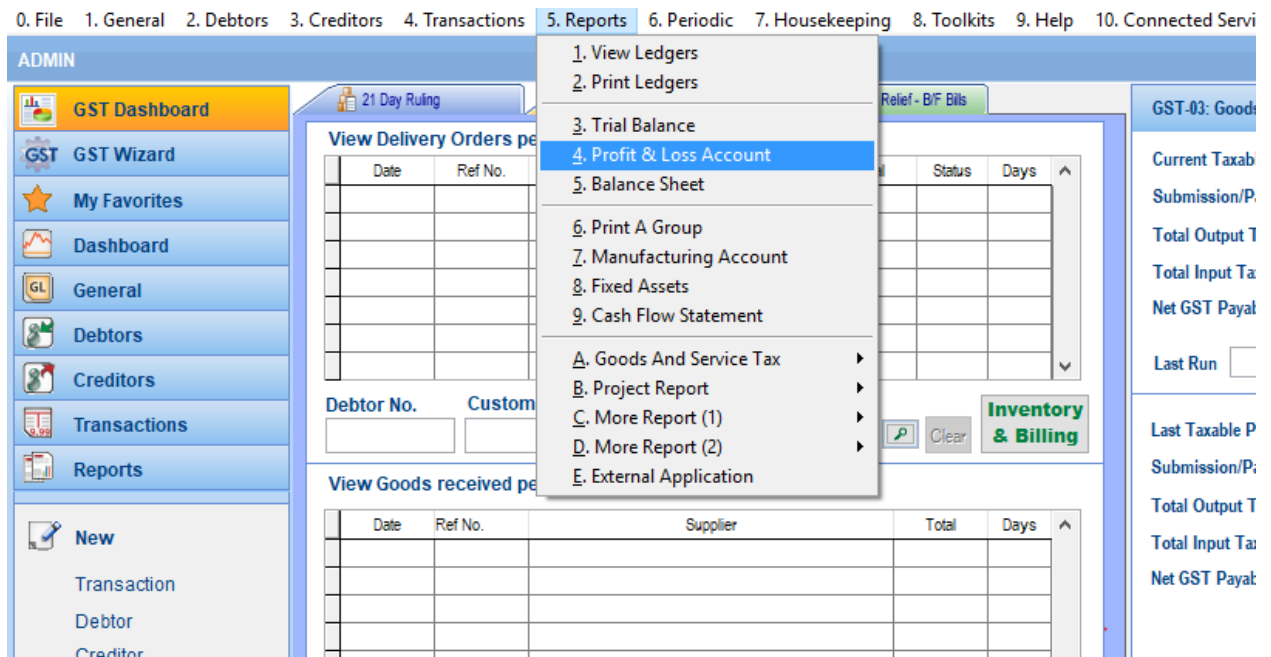 0. File 1. General 2. Debtors 3. Creditors 4. Transactions 5. Reports 6. Periodic 7. Housekeeping 8. Toolkits 9. Help 10. Connected Servi
ADMIN
GST Dashboard
GST GST Wizard
My Favorites
Dashboard
GL General
Debtors
Creditors
9.99 Transactions
Reports
New
Transaction
Debtor
Creditor
1. View Ledgers
2. Print Ledgers
3. Trial Balance
4. Profit & Loss Account
5. Balance Sheet
6. Print A Group
7. Manufacturing Account
8. Fixed Assets
9. Cash Flow Statement
A. Goods And Service Tax
B. Project Report
C. More Report (1)
D. More Report (2)
E. External Application
21 Day Ruling Relief - B/F Bills
View Delivery Orders pe
Date Ref No. Status Days
Debtor No. Custom
Clear
Inventory
& Billing
View Goods received pe
Date Ref No. Supplier Total Days
GST-03: Goods
Current Taxab
Submission/P
Total Output T
Total Input Ta
Net GST Payab
Last Run
Last Taxable P
Submission/Pa
Total Output T
Total Input Tax
Net GST Payab